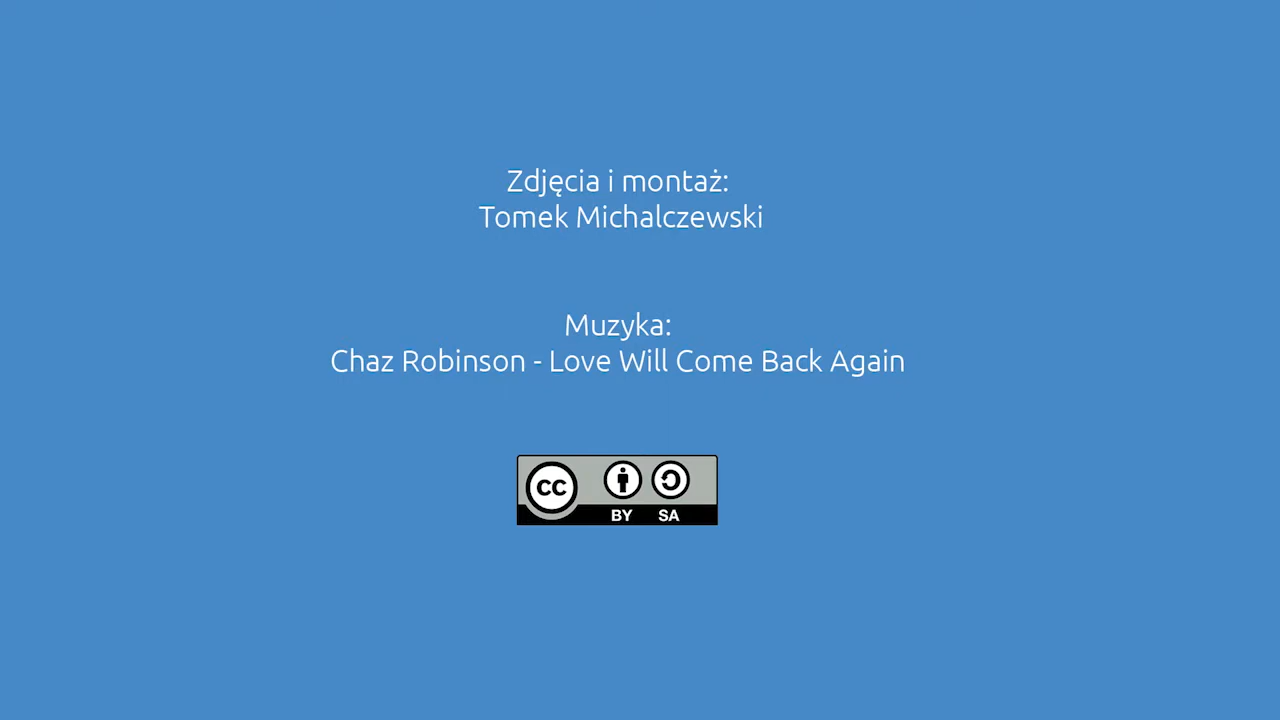 Zdjęcia i montaż:
Tomek Michalczewski
Muzyka:
Chaz Robinson - Love Will Come Back Again
CC
BY SA